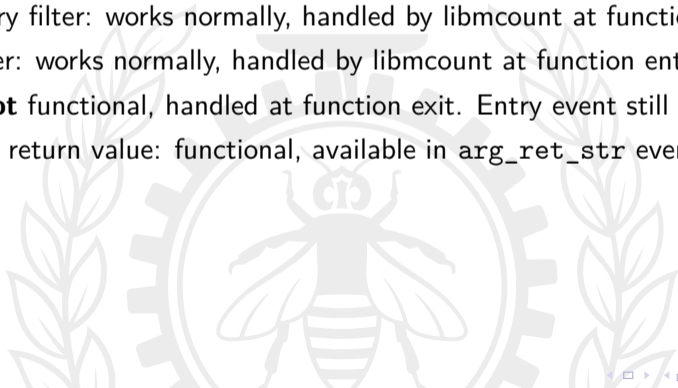 ry filter: works normally, handled by libmcount at functi
er: works normally, handled by libmcount at function ent
ot functional, handled at function exit. Entry event still
return value: functional, available in arg_ret_str eve